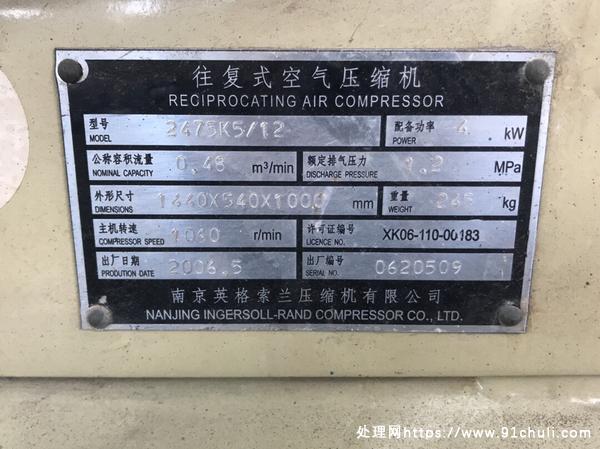 往复式空气压缩机
RECIPROCATING AIR COMPRESSOR
型号 MODEL 2475K5/12 配备功率 POWER 4 kW
公称容积流量 NOMINAL CAPACITY 0.48 m³/min 额定排气压力 DISCHARGE PRESSURE 1.2 MPa
外形尺寸 DIMENSIONS 1440X540X1000 mm 重量 WEIGHT 245 kg
主机转速 COMPRESSOR SPEED 1060 r/min 许可证编号 LICENCE NO. XK06-110-00183
出厂日期 PRODUTION DATE 2006.5 出厂编号 SERIAL NO. 0620509
南京英格索兰压缩机有限公司
NANJING INGERSOLL-RAND COMPRESSOR CO., LTD.
处理网https://www.91chuli.com/